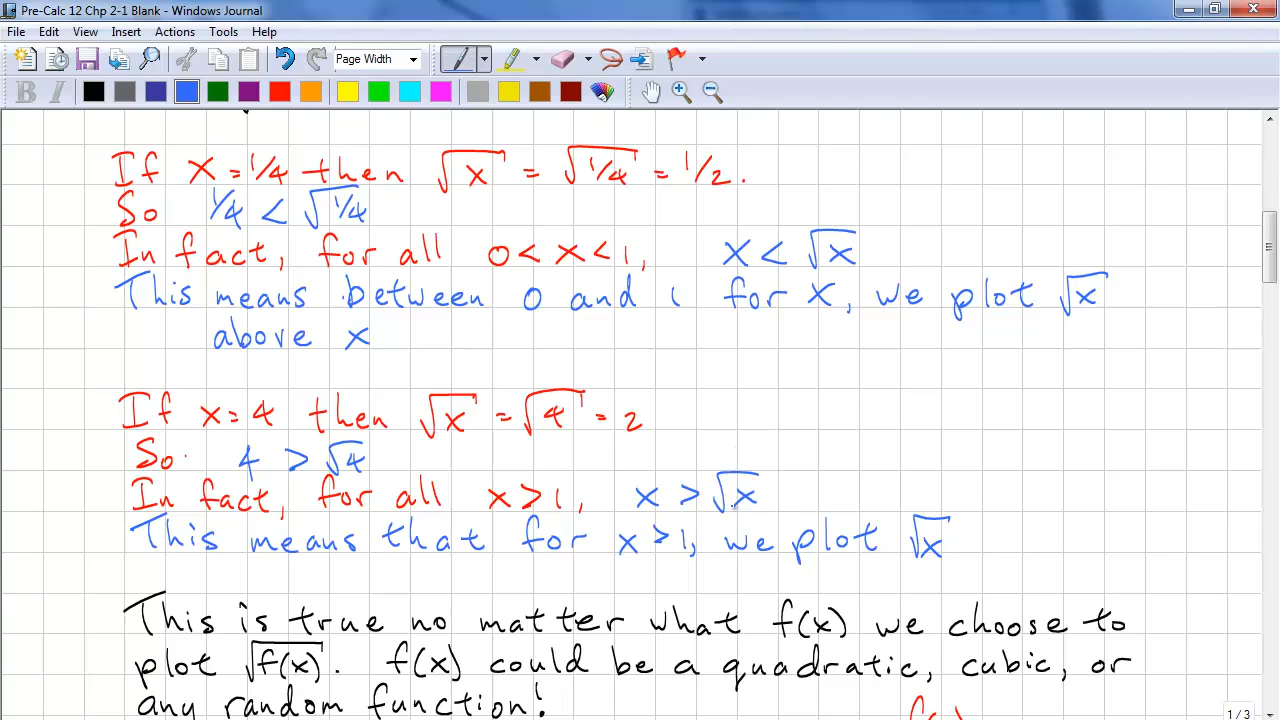 Pre-Calc 12 Chp 2-1 Blank - Windows Journal
File Edit View Insert Actions Tools Help
Page Width
B I
If x = 1/4 then √x = √1/4 = 1/2.
So 1/4 < √1/4
In fact, for all 0 < x < 1, x < √x
This means between 0 and 1 for x, we plot √x
above x
If x = 4 then √x = √4 = 2
So 4 > √4
In fact, for all x > 1, x > √x
This means that for x > 1, we plot √x
This is true no matter what f(x) we choose to
plot √f(x). f(x) could be a quadratic, cubic, or
any random function!
1 / 3